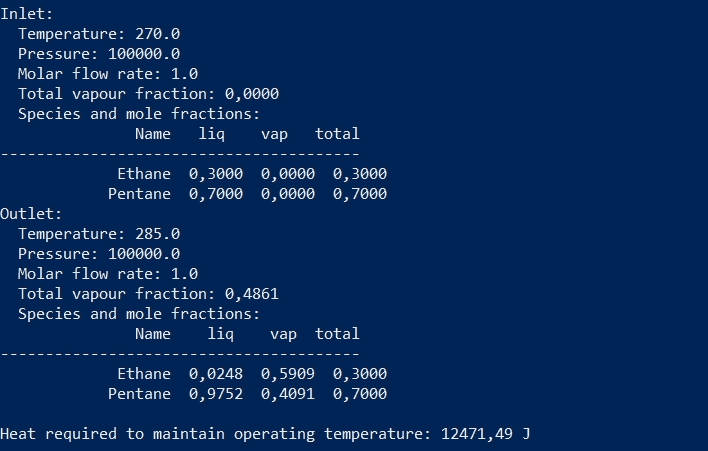 Inlet:
  Temperature: 270.0
  Pressure: 100000.0
  Molar flow rate: 1.0
  Total vapour fraction: 0,0000
  Species and mole fractions:
               Name   liq    vap   total
----------------------------------------
             Ethane  0,3000  0,0000  0,3000
            Pentane  0,7000  0,0000  0,7000
Outlet:
  Temperature: 285.0
  Pressure: 100000.0
  Molar flow rate: 1.0
  Total vapour fraction: 0,4861
  Species and mole fractions:
               Name    liq    vap  total
----------------------------------------
             Ethane  0,0248  0,5909  0,3000
            Pentane  0,9752  0,4091  0,7000

Heat required to maintain operating temperature: 12471,49 J